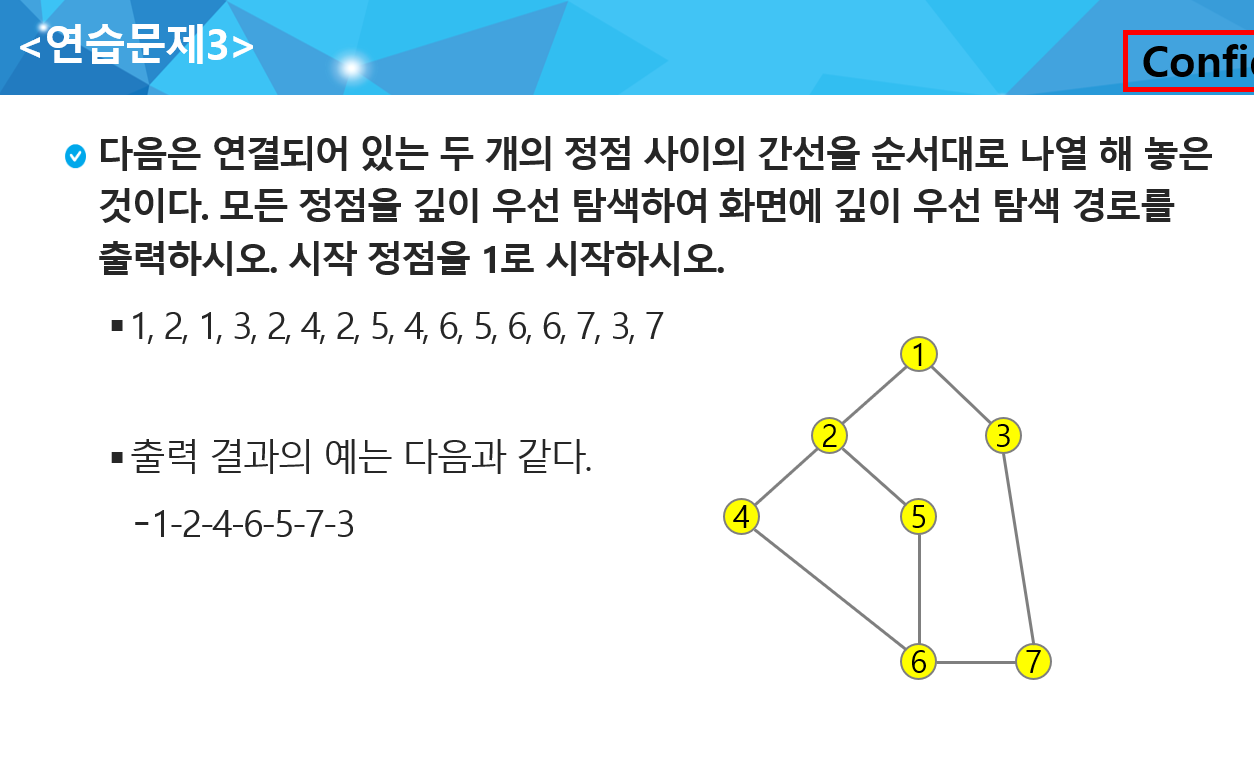 <연습문제3>
Confi
다음은 연결되어 있는 두 개의 정점 사이의 간선을 순서대로 나열 해 놓은
것이다. 모든 정점을 깊이 우선 탐색하여 화면에 깊이 우선 탐색 경로를
출력하시오. 시작 정점을 1로 시작하시오.
1, 2, 1, 3, 2, 4, 2, 5, 4, 6, 5, 6, 6, 7, 3, 7
출력 결과의 예는 다음과 같다.
-1-2-4-6-5-7-3
1
2
3
4
5
6
7